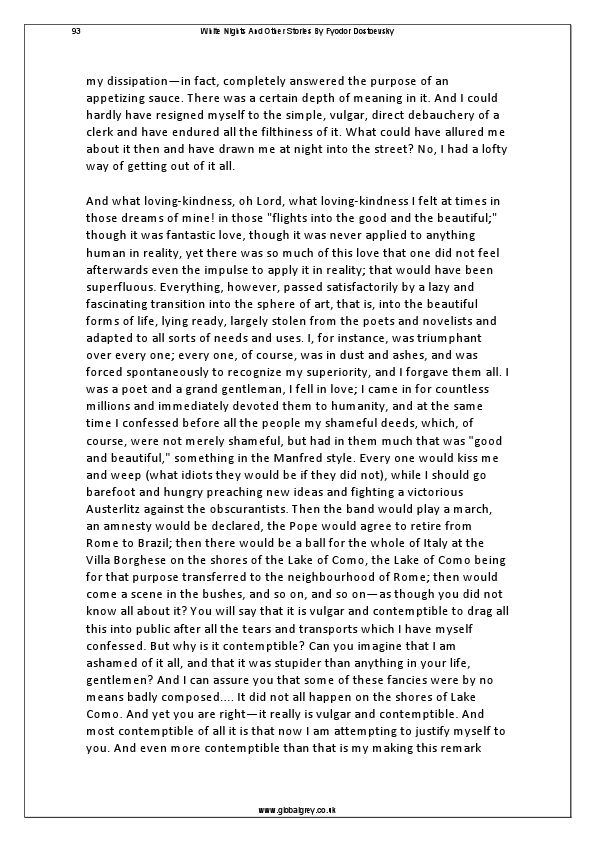 93
White Nights And Other Stories By Fyodor Dostoevsky
my dissipation—in fact, completely answered the purpose of an
appetizing sauce. There was a certain depth of meaning in it. And I could
hardly have resigned myself to the simple, vulgar, direct debauchery of a
clerk and have endured all the filthiness of it. What could have allured me
about it then and have drawn me at night into the street? No, I had a lofty
way of getting out of it all.
And what loving-kindness, oh Lord, what loving-kindness I felt at times in
those dreams of mine! in those "flights into the good and the beautiful;"
though it was fantastic love, though it was never applied to anything
human in reality, yet there was so much of this love that one did not feel
afterwards even the impulse to apply it in reality; that would have been
superfluous. Everything, however, passed satisfactorily by a lazy and
fascinating transition into the sphere of art, that is, into the beautiful
forms of life, lying ready, largely stolen from the poets and novelists and
adapted to all sorts of needs and uses. I, for instance, was triumphant
over every one; every one, of course, was in dust and ashes, and was
forced spontaneously to recognize my superiority, and I forgave them all. I
was a poet and a grand gentleman, I fell in love; I came in for countless
millions and immediately devoted them to humanity, and at the same
time I confessed before all the people my shameful deeds, which, of
course, were not merely shameful, but had in them much that was "good
and beautiful," something in the Manfred style. Every one would kiss me
and weep (what idiots they would be if they did not), while I should go
barefoot and hungry preaching new ideas and fighting a victorious
Austerlitz against the obscurantists. Then the band would play a march,
an amnesty would be declared, the Pope would agree to retire from
Rome to Brazil; then there would be a ball for the whole of Italy at the
Villa Borghese on the shores of the Lake of Como, the Lake of Como being
for that purpose transferred to the neighbourhood of Rome; then would
come a scene in the bushes, and so on, and so on—as though you did not
know all about it? You will say that it is vulgar and contemptible to drag all
this into public after all the tears and transports which I have myself
confessed. But why is it contemptible? Can you imagine that I am
ashamed of it all, and that it was stupider than anything in your life,
gentlemen? And I can assure you that some of these fancies were by no
means badly composed.... It did not all happen on the shores of Lake
Como. And yet you are right—it really is vulgar and contemptible. And
most contemptible of all it is that now I am attempting to justify myself to
you. And even more contemptible than that is my making this remark
www.globalgrey.co.uk